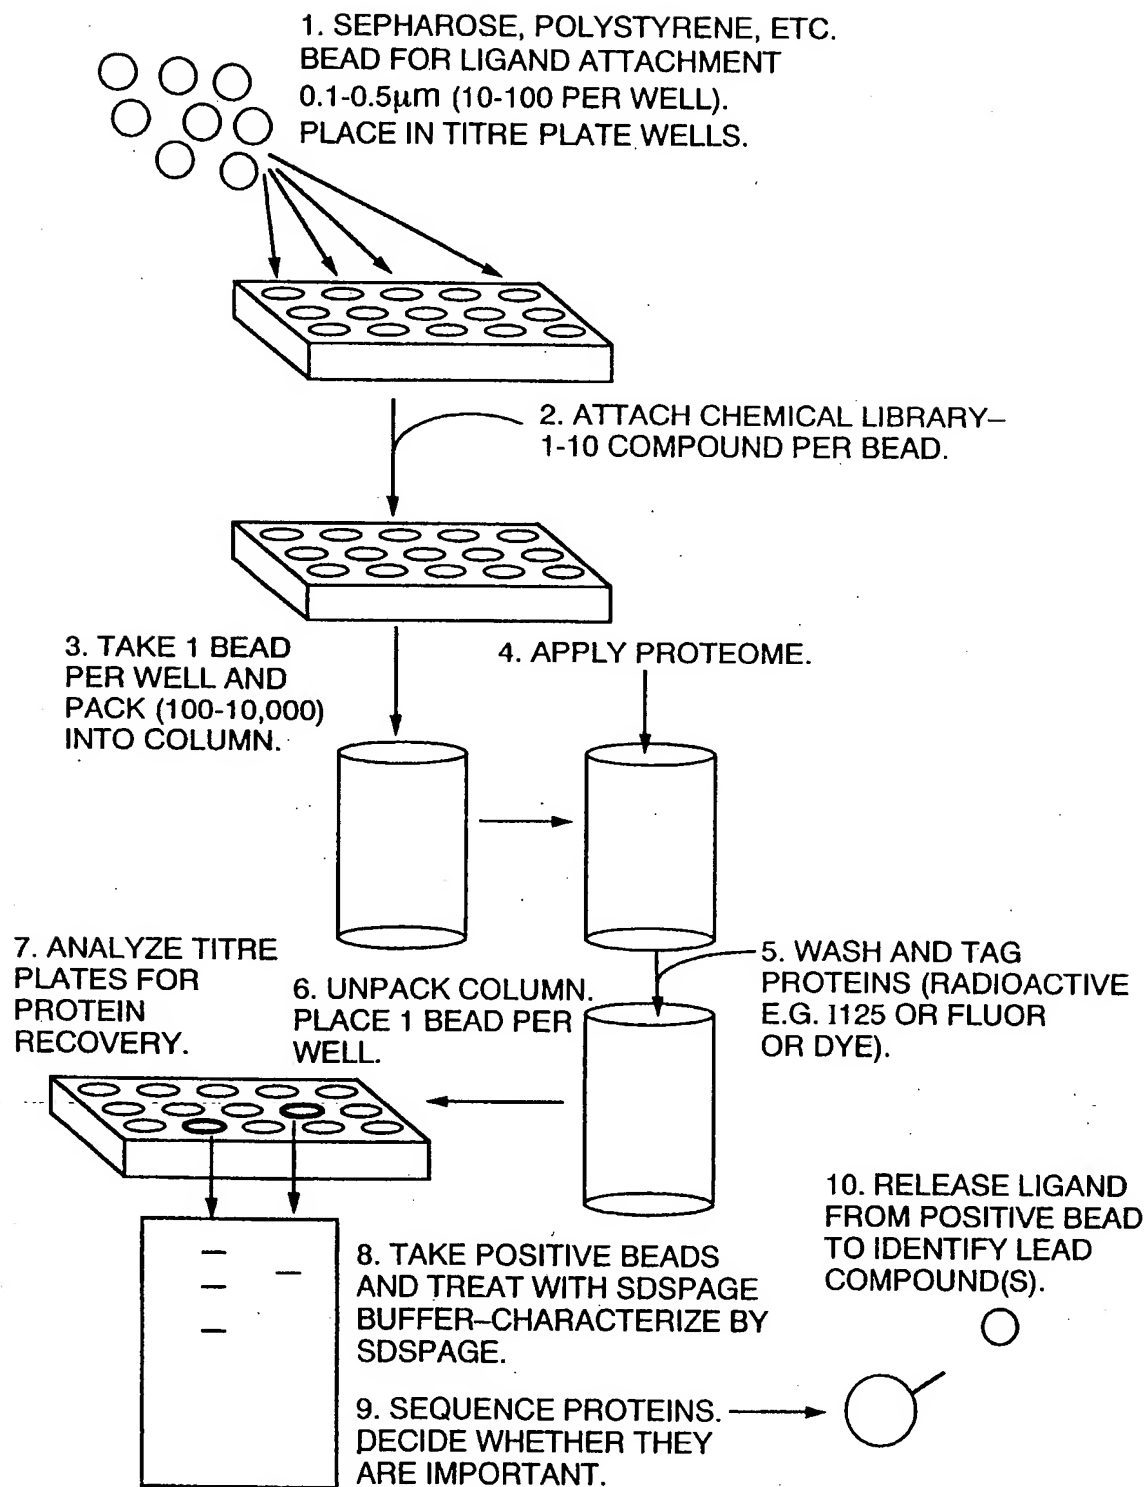 1. SEPHAROSE, POLYSTYRENE, ETC.
BEAD FOR LIGAND ATTACHMENT
0.1-0.5µm (10-100 PER WELL).
PLACE IN TITRE PLATE WELLS.
2. ATTACH CHEMICAL LIBRARY–
1-10 COMPOUND PER BEAD.
3. TAKE 1 BEAD
PER WELL AND
PACK (100-10,000)
INTO COLUMN.
4. APPLY PROTEOME.
5. WASH AND TAG
PROTEINS (RADIOACTIVE
E.G. I125 OR FLUOR
OR DYE).
6. UNPACK COLUMN.
PLACE 1 BEAD PER
WELL.
7. ANALYZE TITRE
PLATES FOR
PROTEIN
RECOVERY.
8. TAKE POSITIVE BEADS
AND TREAT WITH SDSPAGE
BUFFER–CHARACTERIZE BY
SDSPAGE.
9. SEQUENCE PROTEINS.
DECIDE WHETHER THEY
ARE IMPORTANT.
10. RELEASE LIGAND
FROM POSITIVE BEAD
TO IDENTIFY LEAD
COMPOUND(S).